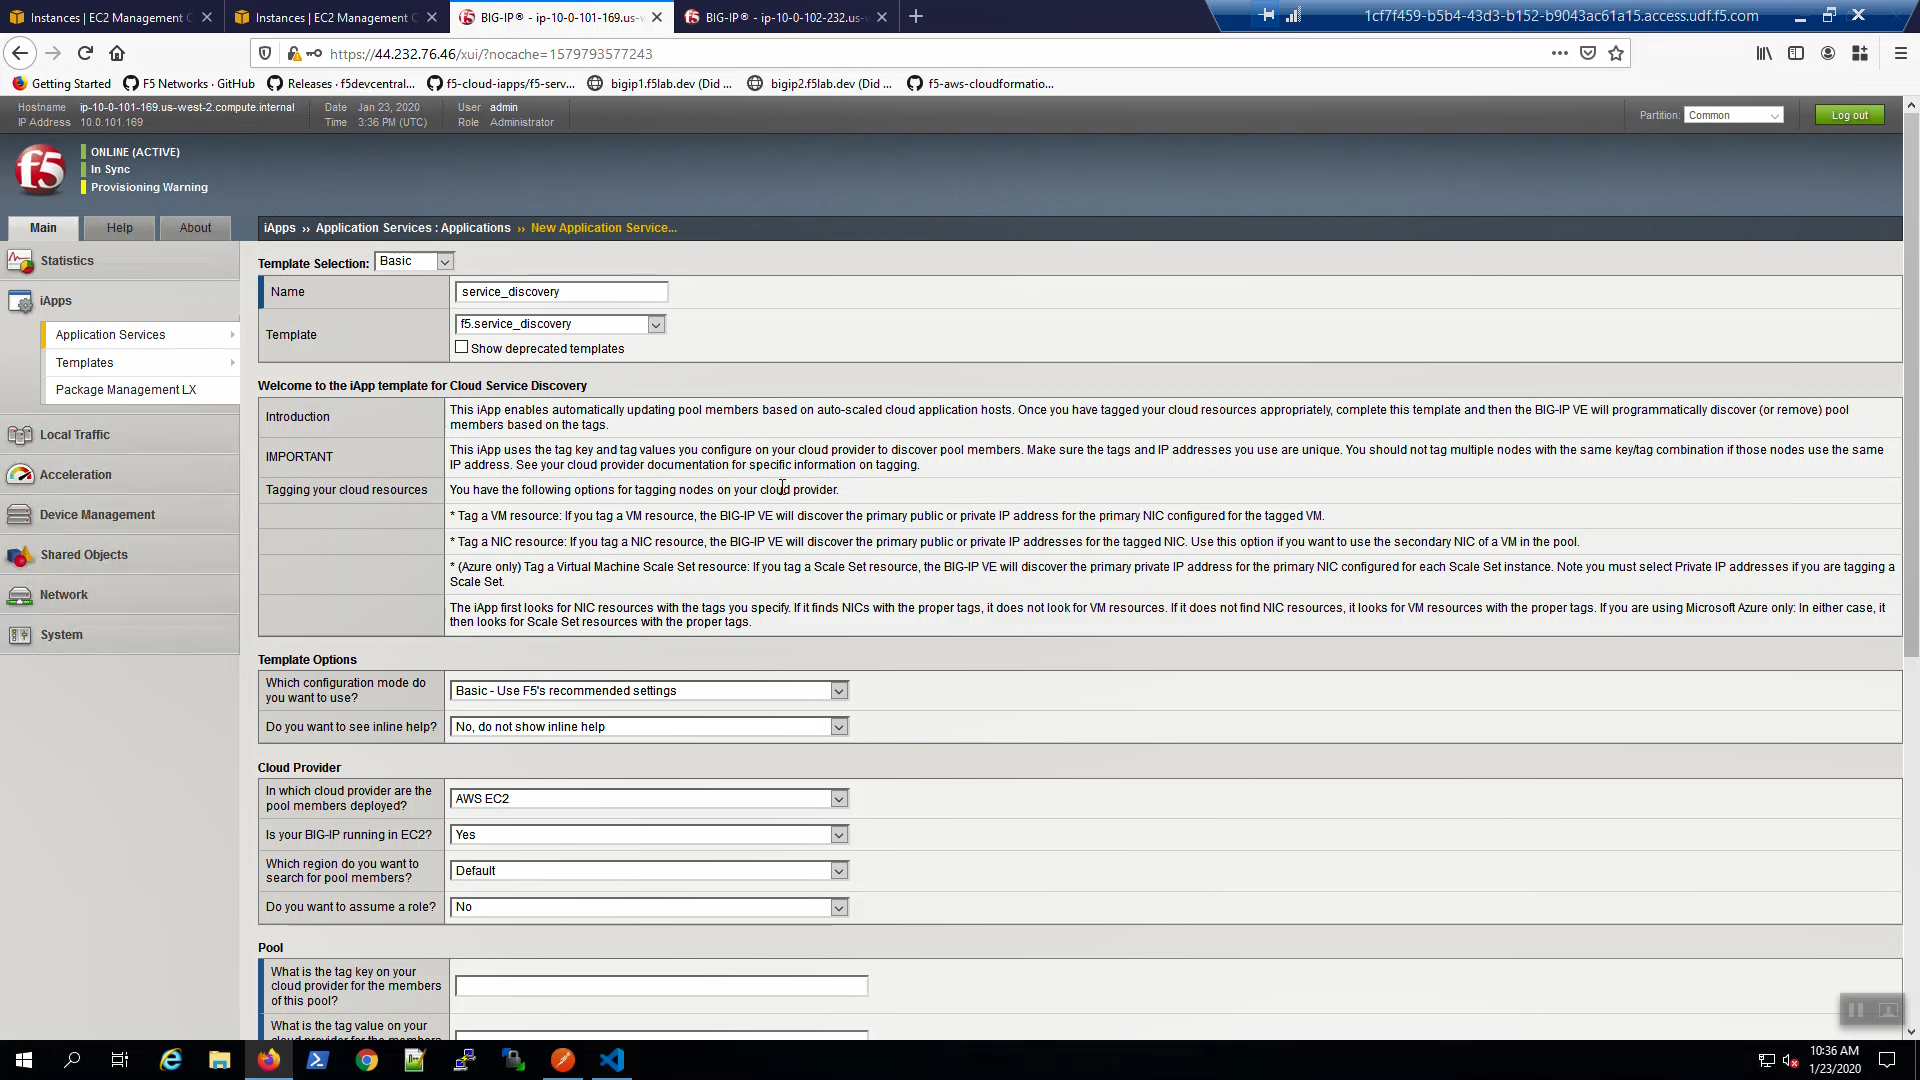 Instances | EC2 Management C
Instances | EC2 Management C
BIG-IP® - ip-10-0-101-169.us-w
BIG-IP® - ip-10-0-102-232.us-w
1cf7f459-b5b4-43d3-b152-b9043ac61a15.access.udf.f5.com
https://44.232.76.46/xui/?nocache=1579793577243
Getting Started
F5 Networks · GitHub
Releases · f5devcentral...
f5-cloud-iapps/f5-serv...
bigip1.f5lab.dev (Did ...
bigip2.f5lab.dev (Did ...
f5-aws-cloudformatio...
Hostname ip-10-0-101-169.us-west-2.compute.internal
IP Address 10.0.101.169
Date Jan 23, 2020
Time 3:36 PM (UTC)
User admin
Role Administrator
Partition: Common
Log out
f5
ONLINE (ACTIVE)
In Sync
Provisioning Warning
Main
Help
About
iApps ›› Application Services : Applications ›› New Application Service...
Statistics
iApps
Application Services
Templates
Package Management LX
Local Traffic
Acceleration
Device Management
Shared Objects
Network
System
Template Selection: Basic
Name
service_discovery
Template
f5.service_discovery
Show deprecated templates
Welcome to the iApp template for Cloud Service Discovery
Introduction
This iApp enables automatically updating pool members based on auto-scaled cloud application hosts. Once you have tagged your cloud resources appropriately, complete this template and then the BIG-IP VE will programmatically discover (or remove) pool
members based on the tags.
IMPORTANT
This iApp uses the tag key and tag values you configure on your cloud provider to discover pool members. Make sure the tags and IP addresses you use are unique. You should not tag multiple nodes with the same key/tag combination if those nodes use the same
IP address. See your cloud provider documentation for specific information on tagging.
Tagging your cloud resources
You have the following options for tagging nodes on your cloud provider.
* Tag a VM resource: If you tag a VM resource, the BIG-IP VE will discover the primary public or private IP address for the primary NIC configured for the tagged VM.
* Tag a NIC resource: If you tag a NIC resource, the BIG-IP VE will discover the primary public or private IP addresses for the tagged NIC. Use this option if you want to use the secondary NIC of a VM in the pool.
* (Azure only) Tag a Virtual Machine Scale Set resource: If you tag a Scale Set resource, the BIG-IP VE will discover the primary private IP address for the primary NIC configured for each Scale Set instance. Note you must select Private IP addresses if you are tagging a
Scale Set.
The iApp first looks for NIC resources with the tags you specify. If it finds NICs with the proper tags, it does not look for VM resources. If it does not find NIC resources, it looks for VM resources with the proper tags. If you are using Microsoft Azure only: In either case, it
then looks for Scale Set resources with the proper tags.
Template Options
Which configuration mode do
you want to use?
Basic - Use F5's recommended settings
Do you want to see inline help?
No, do not show inline help
Cloud Provider
In which cloud provider are the
pool members deployed?
AWS EC2
Is your BIG-IP running in EC2?
Yes
Which region do you want to
search for pool members?
Default
Do you want to assume a role?
No
Pool
What is the tag key on your
cloud provider for the members
of this pool?
What is the tag value on your
cloud provider for the members
10:36 AM
1/23/2020